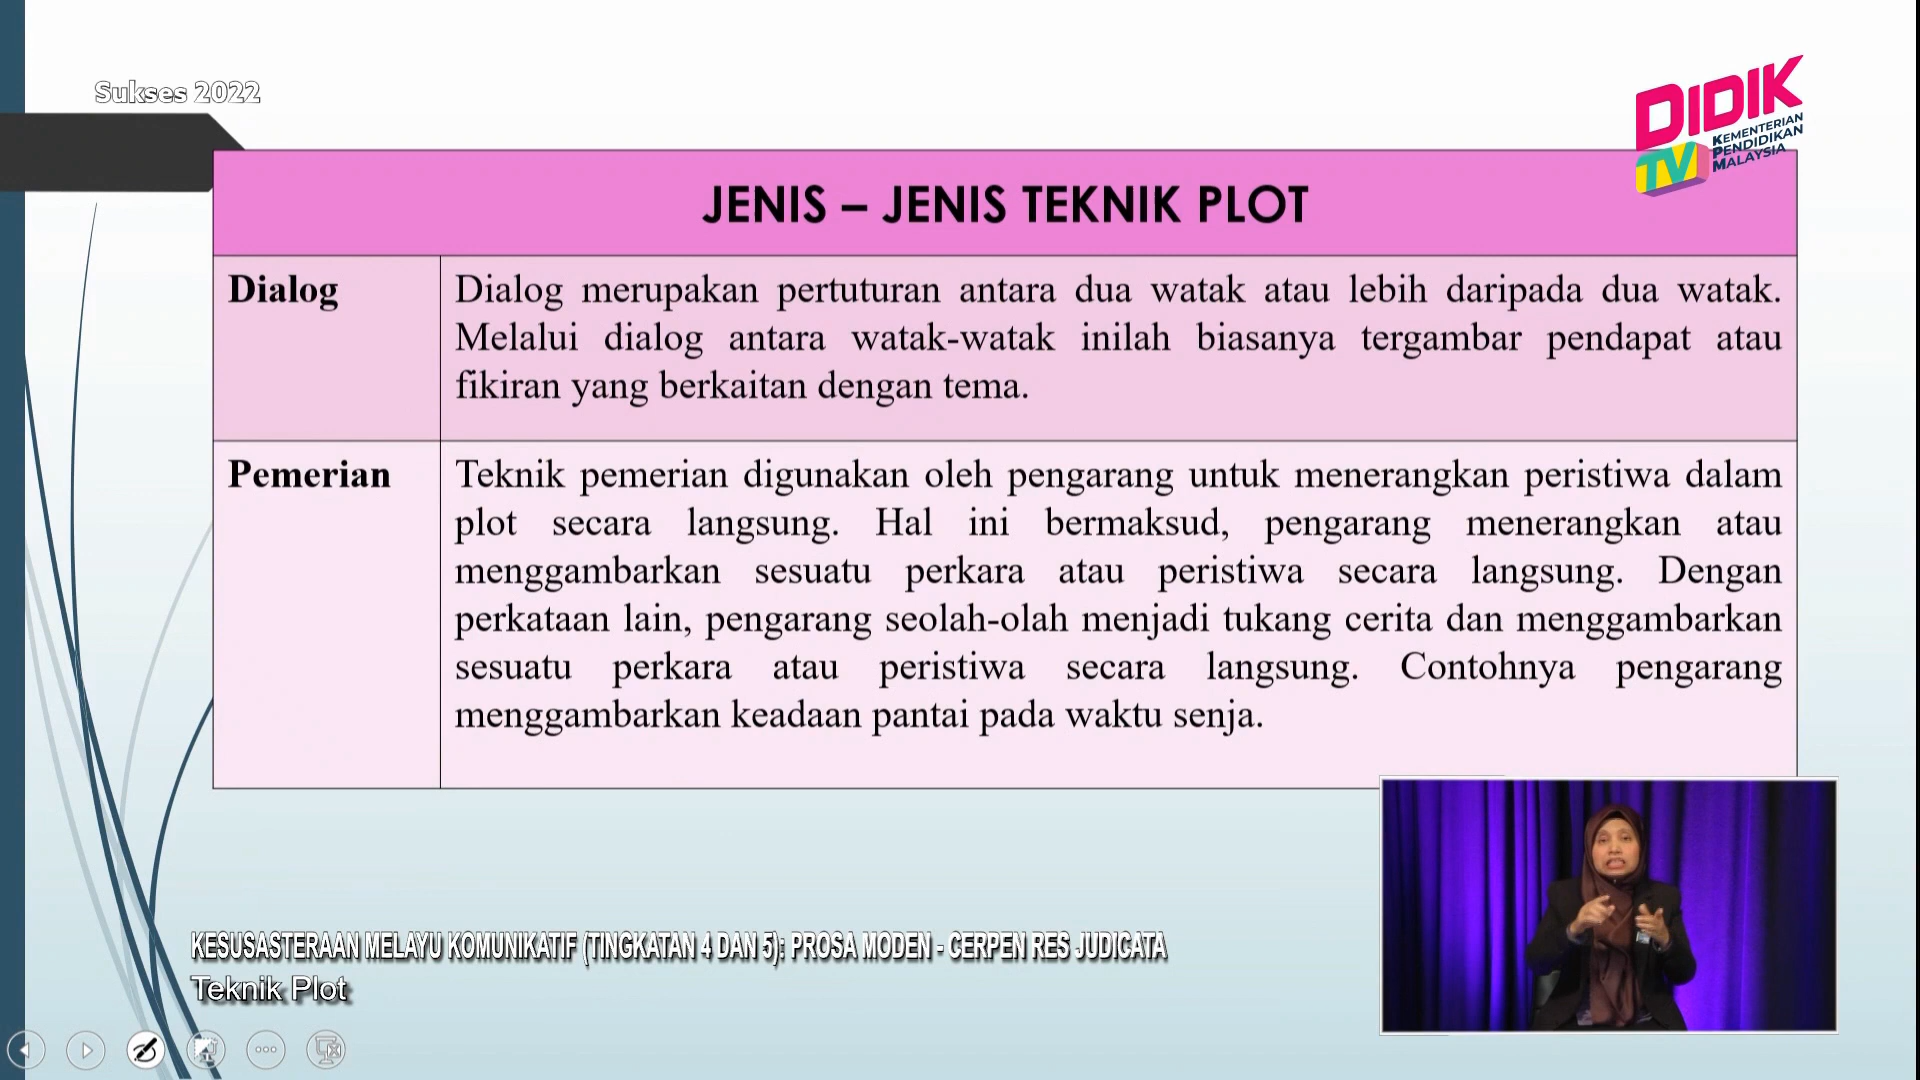 Sukses 2022
DIDIK
TV
KEMENTERIAN
PENDIDIKAN
MALAYSIA
JENIS – JENIS TEKNIK PLOT
Dialog
Dialog merupakan pertuturan antara dua watak atau lebih daripada dua watak.
Melalui dialog antara watak-watak inilah biasanya tergambar pendapat atau
fikiran yang berkaitan dengan tema.
Pemerian
Teknik pemerian digunakan oleh pengarang untuk menerangkan peristiwa dalam
plot secara langsung. Hal ini bermaksud, pengarang menerangkan atau
menggambarkan sesuatu perkara atau peristiwa secara langsung. Dengan
perkataan lain, pengarang seolah-olah menjadi tukang cerita dan menggambarkan
sesuatu perkara atau peristiwa secara langsung. Contohnya pengarang
menggambarkan keadaan pantai pada waktu senja.
KESUSASTERAAN MELAYU KOMUNIKATIF (TINGKATAN 4 DAN 5): PROSA MODEN - CERPEN RES JUDICATA
Teknik Plot